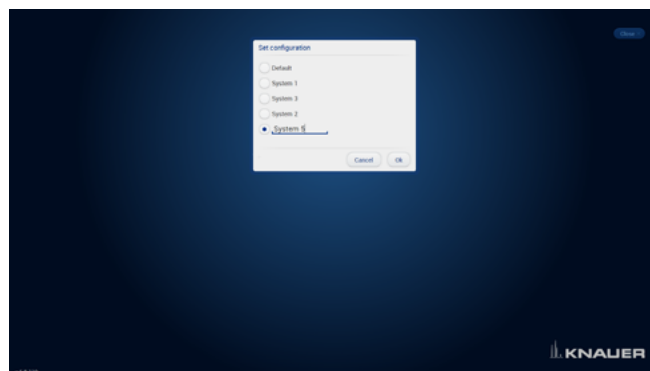 Close
Set configuration
Default
System 1
System 3
System 2
System 5
Cancel Ok
KNAUER